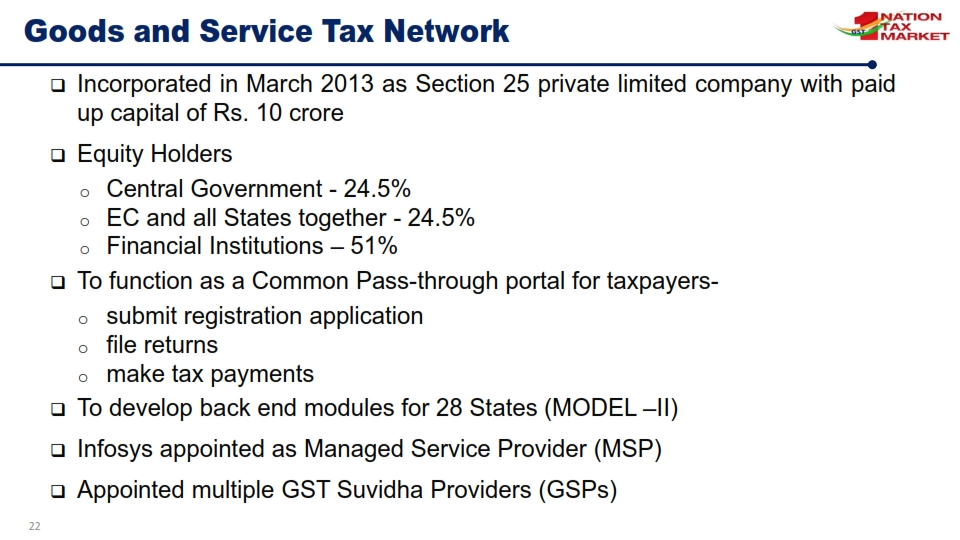 Goods and Service Tax Network
GST
1 NATION
TAX
MARKET
❑ Incorporated in March 2013 as Section 25 private limited company with paid
up capital of Rs. 10 crore
❑ Equity Holders
o Central Government - 24.5%
o EC and all States together - 24.5%
o Financial Institutions – 51%
❑ To function as a Common Pass-through portal for taxpayers-
o submit registration application
o file returns
o make tax payments
❑ To develop back end modules for 28 States (MODEL –II)
❑ Infosys appointed as Managed Service Provider (MSP)
❑ Appointed multiple GST Suvidha Providers (GSPs)
22